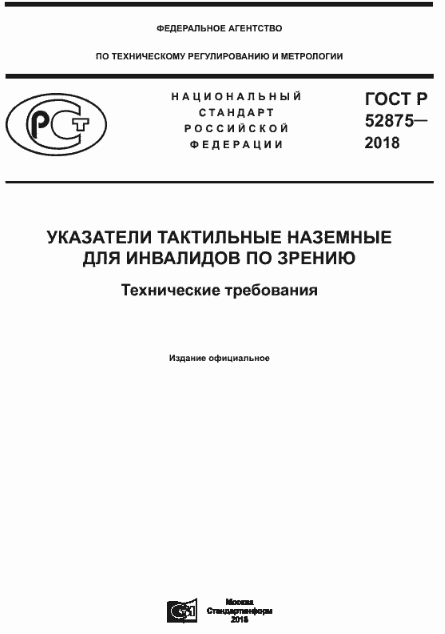 ФЕДЕРАЛЬНОЕ АГЕНТСТВО
ПО ТЕХНИЧЕСКОМУ РЕГУЛИРОВАНИЮ И МЕТРОЛОГИИ
НАЦИОНАЛЬНЫЙ
СТАНДАРТ
РОССИЙСКОЙ
ФЕДЕРАЦИИ
ГОСТ Р
52875—
2018
УКАЗАТЕЛИ ТАКТИЛЬНЫЕ НАЗЕМНЫЕ
ДЛЯ ИНВАЛИДОВ ПО ЗРЕНИЮ
Технические требования
Издание официальное
Москва
Стандартинформ
2018